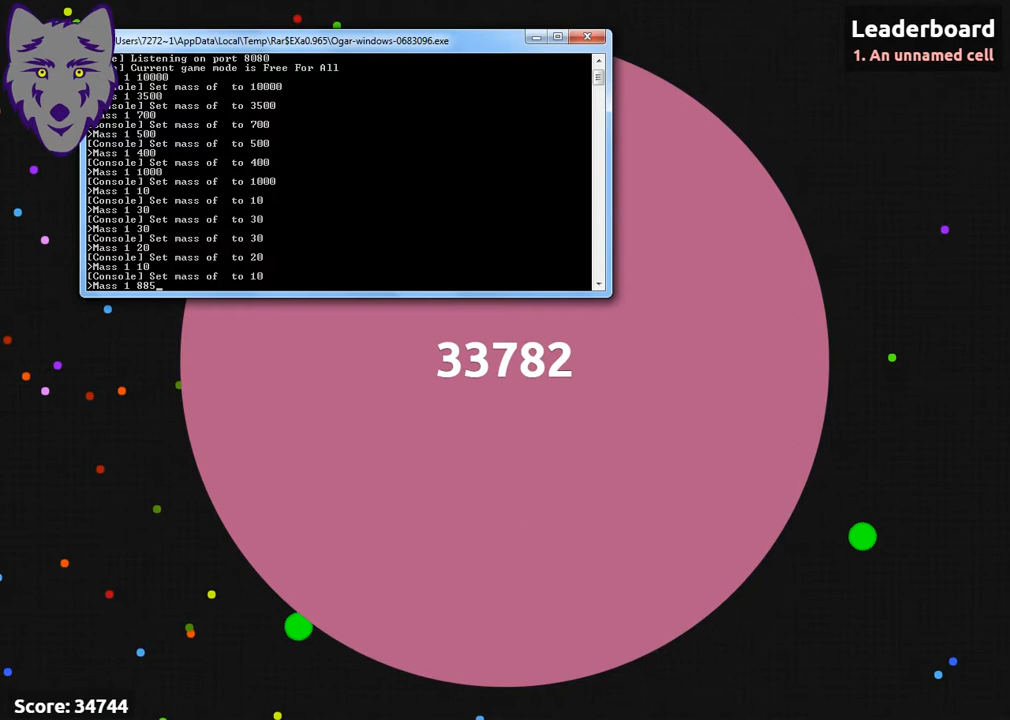 Users\7272~1\AppData\Local\Temp\Rar$EXa0.965\Ogar-windows-0683096.exe
Leaderboard
1. An unnamed cell
] Listening on port 8080
] Current game mode is Free For All
1 10000
nsole] Set mass of  to 10000
1 3500
nsole] Set mass of  to 3500
1 700
onsole] Set mass of  to 700
>Mass 1 500
[Console] Set mass of  to 500
>Mass 1 400
[Console] Set mass of  to 400
>Mass 1 1000
[Console] Set mass of  to 1000
>Mass 1 10
[Console] Set mass of  to 10
>Mass 1 30
[Console] Set mass of  to 30
>Mass 1 30
[Console] Set mass of  to 30
>Mass 1 20
[Console] Set mass of  to 20
>Mass 1 10
[Console] Set mass of  to 10
>Mass 1 885_
33782
Score: 34744